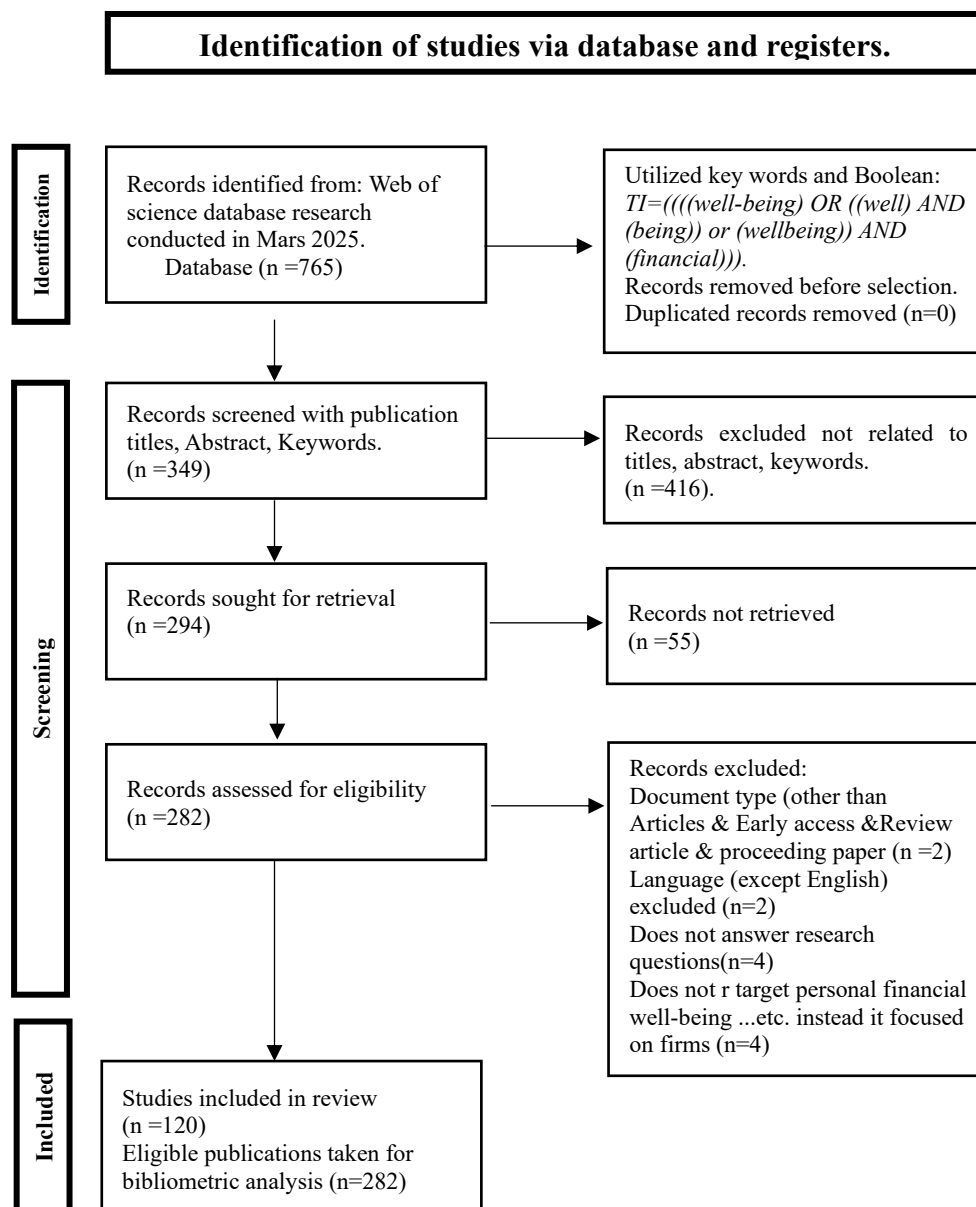 Identification of studies via database and registers.
Identification
Records identified from: Web of
science database research
conducted in Mars 2025.
Database (n =765)
Utilized key words and Boolean:
TI=((((well-being) OR ((well) AND
(being)) or (wellbeing)) AND
(financial))).
Records removed before selection.
Duplicated records removed (n=0)
Screening
Records screened with publication
titles, Abstract, Keywords.
(n =349)
Records excluded not related to
titles, abstract, keywords.
(n =416).
Records sought for retrieval
(n =294)
Records not retrieved
(n =55)
Records assessed for eligibility
(n =282)
Records excluded:
Document type (other than
Articles & Early access &Review
article & proceeding paper (n =2)
Language (except English)
excluded (n=2)
Does not answer research
questions(n=4)
Does not r target personal financial
well-being ...etc. instead it focused
on firms (n=4)
Included
Studies included in review
(n =120)
Eligible publications taken for
bibliometric analysis (n=282)